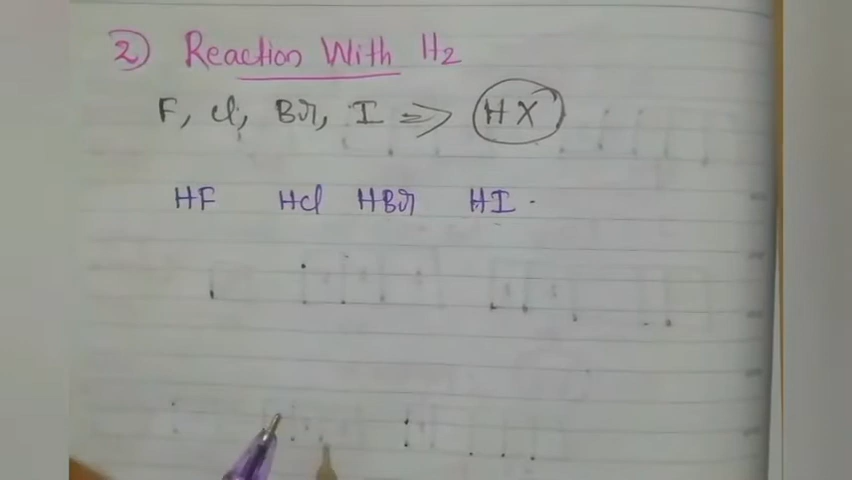 2) Reaction With H2
F, Cl, Br, I => HX
HF HCl HBr HI.